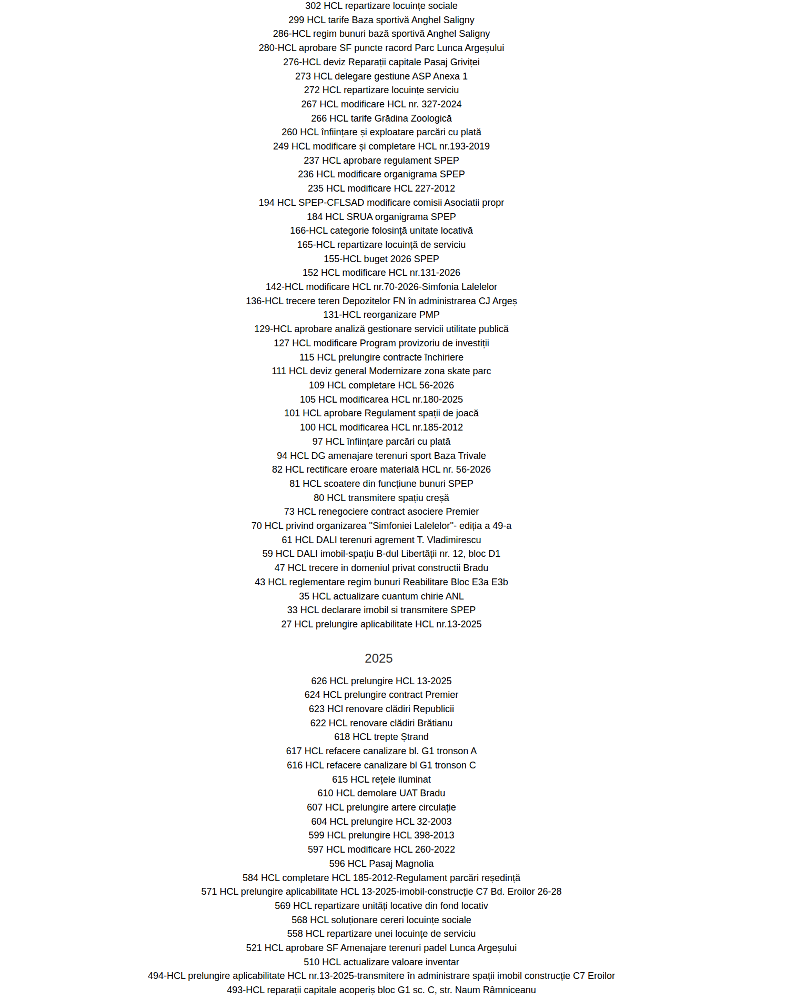 302 HCL repartizare locuințe sociale
299 HCL tarife Baza sportivă Anghel Saligny
286-HCL regim bunuri bază sportivă Anghel Saligny
280-HCL aprobare SF puncte racord Parc Lunca Argeșului
276-HCL deviz Reparații capitale Pasaj Griviței
273 HCL delegare gestiune ASP Anexa 1
272 HCL repartizare locuințe serviciu
267 HCL modificare HCL nr. 327-2024
266 HCL tarife Grădina Zoologică
260 HCL înființare și exploatare parcări cu plată
249 HCL modificare și completare HCL nr.193-2019
237 HCL aprobare regulament SPEP
236 HCL modificare organigrama SPEP
235 HCL modificare HCL 227-2012
194 HCL SPEP-CFLSAD modificare comisii Asociatii propr
184 HCL SRUA organigrama SPEP
166-HCL categorie folosință unitate locativă
165-HCL repartizare locuință de serviciu
155-HCL buget 2026 SPEP
152 HCL modificare HCL nr.131-2026
142-HCL modificare HCL nr.70-2026-Simfonia Lalelelor
136-HCL trecere teren Depozitelor FN în administrarea CJ Argeș
131-HCL reorganizare PMP
129-HCL aprobare analiză gestionare servicii utilitate publică
127 HCL modificare Program provizoriu de investiții
115 HCL prelungire contracte închiriere
111 HCL deviz general Modernizare zona skate parc
109 HCL completare HCL 56-2026
105 HCL modificarea HCL nr.180-2025
101 HCL aprobare Regulament spații de joacă
100 HCL modificarea HCL nr.185-2012
97 HCL înființare parcări cu plată
94 HCL DG amenajare terenuri sport Baza Trivale
82 HCL rectificare eroare materială HCL nr. 56-2026
81 HCL scoatere din funcțiune bunuri SPEP
80 HCL transmitere spațiu creșă
73 HCL renegociere contract asociere Premier
70 HCL privind organizarea "Simfoniei Lalelelor"- ediția a 49-a
61 HCL DALI terenuri agrement T. Vladimirescu
59 HCL DALI imobil-spațiu B-dul Libertății nr. 12, bloc D1
47 HCL trecere in domeniul privat constructii Bradu
43 HCL reglementare regim bunuri Reabilitare Bloc E3a E3b
35 HCL actualizare cuantum chirie ANL
33 HCL declarare imobil si transmitere SPEP
27 HCL prelungire aplicabilitate HCL nr.13-2025
2025
626 HCL prelungire HCL 13-2025
624 HCL prelungire contract Premier
623 HCl renovare clădiri Republicii
622 HCL renovare clădiri Brătianu
618 HCL trepte Ștrand
617 HCL refacere canalizare bl. G1 tronson A
616 HCL refacere canalizare bl G1 tronson C
615 HCL rețele iluminat
610 HCL demolare UAT Bradu
607 HCL prelungire artere circulație
604 HCL prelungire HCL 32-2003
599 HCL prelungire HCL 398-2013
597 HCL modificare HCL 260-2022
596 HCL Pasaj Magnolia
584 HCL completare HCL 185-2012-Regulament parcări reședință
571 HCL prelungire aplicabilitate HCL 13-2025-imobil-construcție C7 Bd. Eroilor 26-28
569 HCL repartizare unități locative din fond locativ
568 HCL soluționare cereri locuințe sociale
558 HCL repartizare unei locuințe de serviciu
521 HCL aprobare SF Amenajare terenuri padel Lunca Argeșului
510 HCL actualizare valoare inventar
494-HCL prelungire aplicabilitate HCL nr.13-2025-transmitere în administrare spații imobil construcție C7 Eroilor
493-HCL reparații capitale acoperiș bloc G1 sc. C, str. Naum Râmniceanu